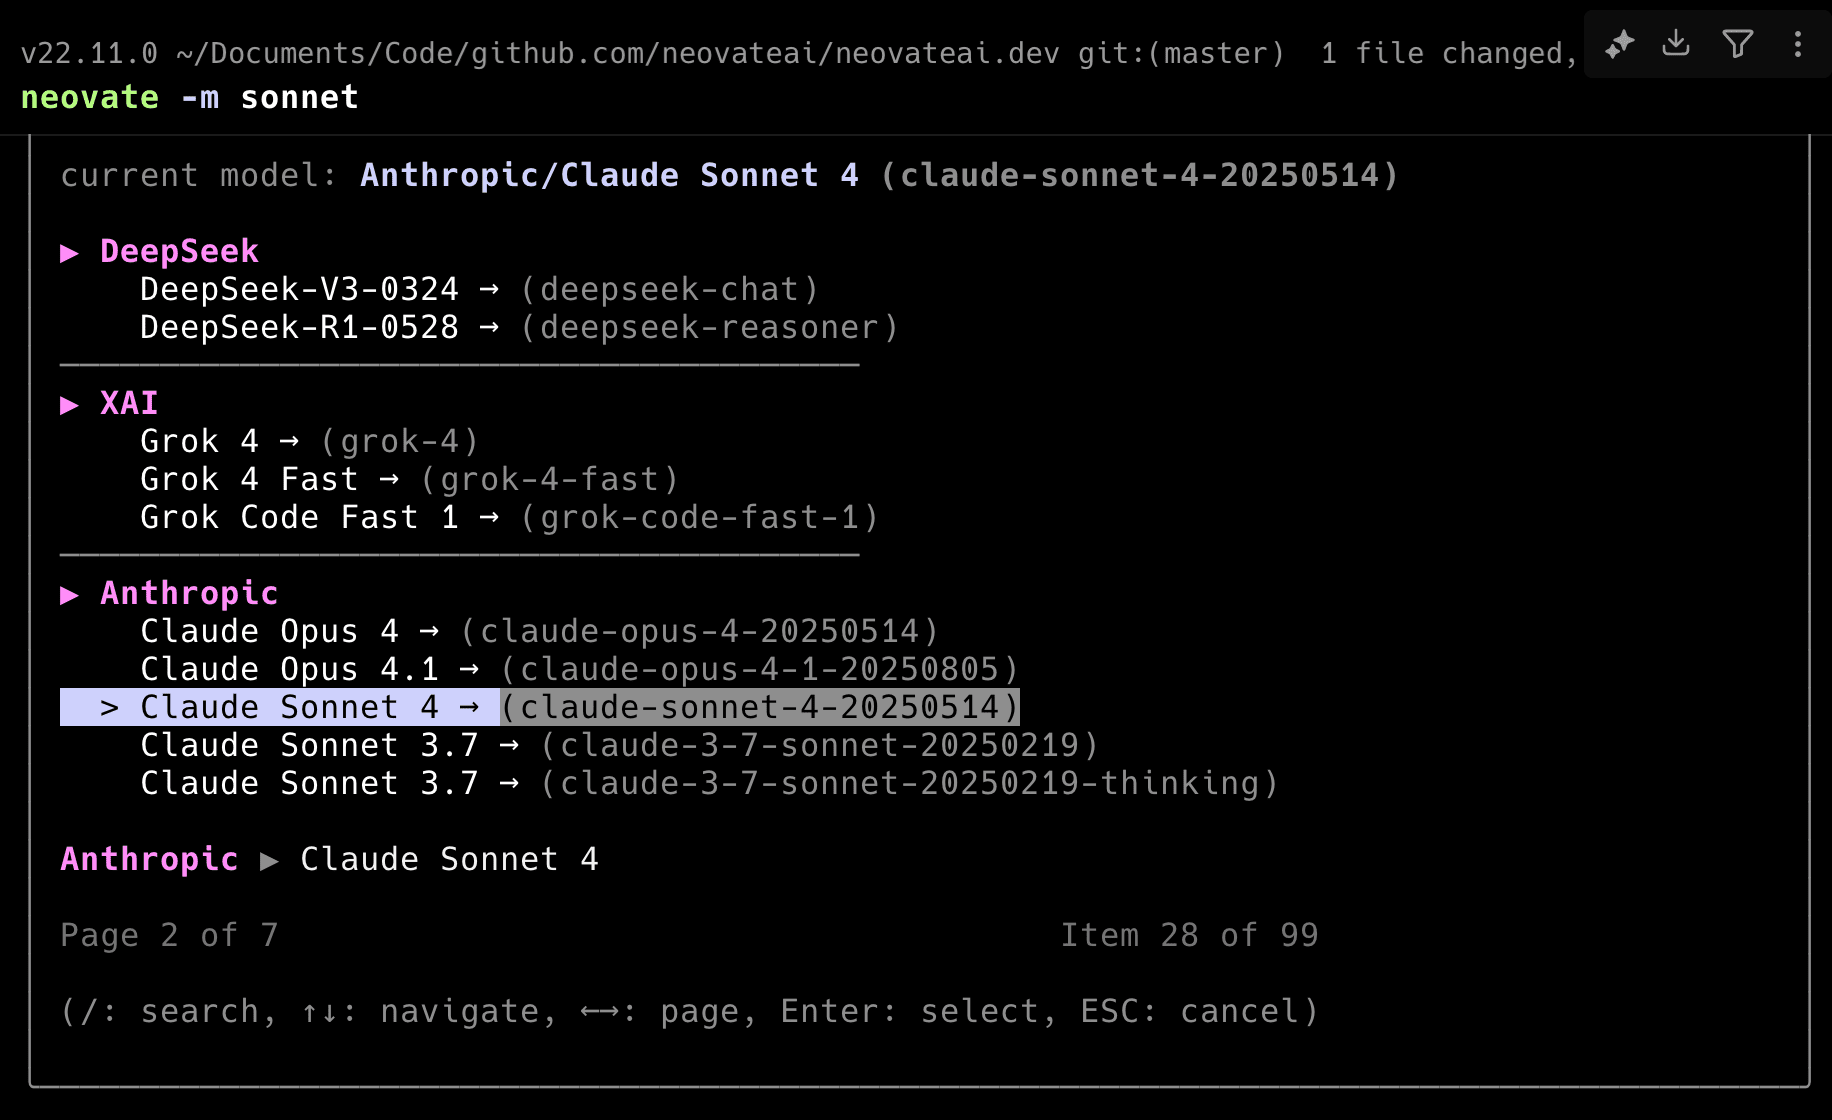 v22.11.0 ~/Documents/Code/github.com/neovateai/neovateai.dev git:(master)  1 file changed,
neovate -m sonnet
current model: Anthropic/Claude Sonnet 4 (claude-sonnet-4-20250514)
▶ DeepSeek
DeepSeek-V3-0324 → (deepseek-chat)
DeepSeek-R1-0528 → (deepseek-reasoner)
▶ XAI
Grok 4 → (grok-4)
Grok 4 Fast → (grok-4-fast)
Grok Code Fast 1 → (grok-code-fast-1)
▶ Anthropic
Claude Opus 4 → (claude-opus-4-20250514)
Claude Opus 4.1 → (claude-opus-4-1-20250805)
> Claude Sonnet 4 → (claude-sonnet-4-20250514)
Claude Sonnet 3.7 → (claude-3-7-sonnet-20250219)
Claude Sonnet 3.7 → (claude-3-7-sonnet-20250219-thinking)
Anthropic ▶ Claude Sonnet 4
Page 2 of 7 Item 28 of 99
(/: search, ↑↓: navigate, ←→: page, Enter: select, ESC: cancel)